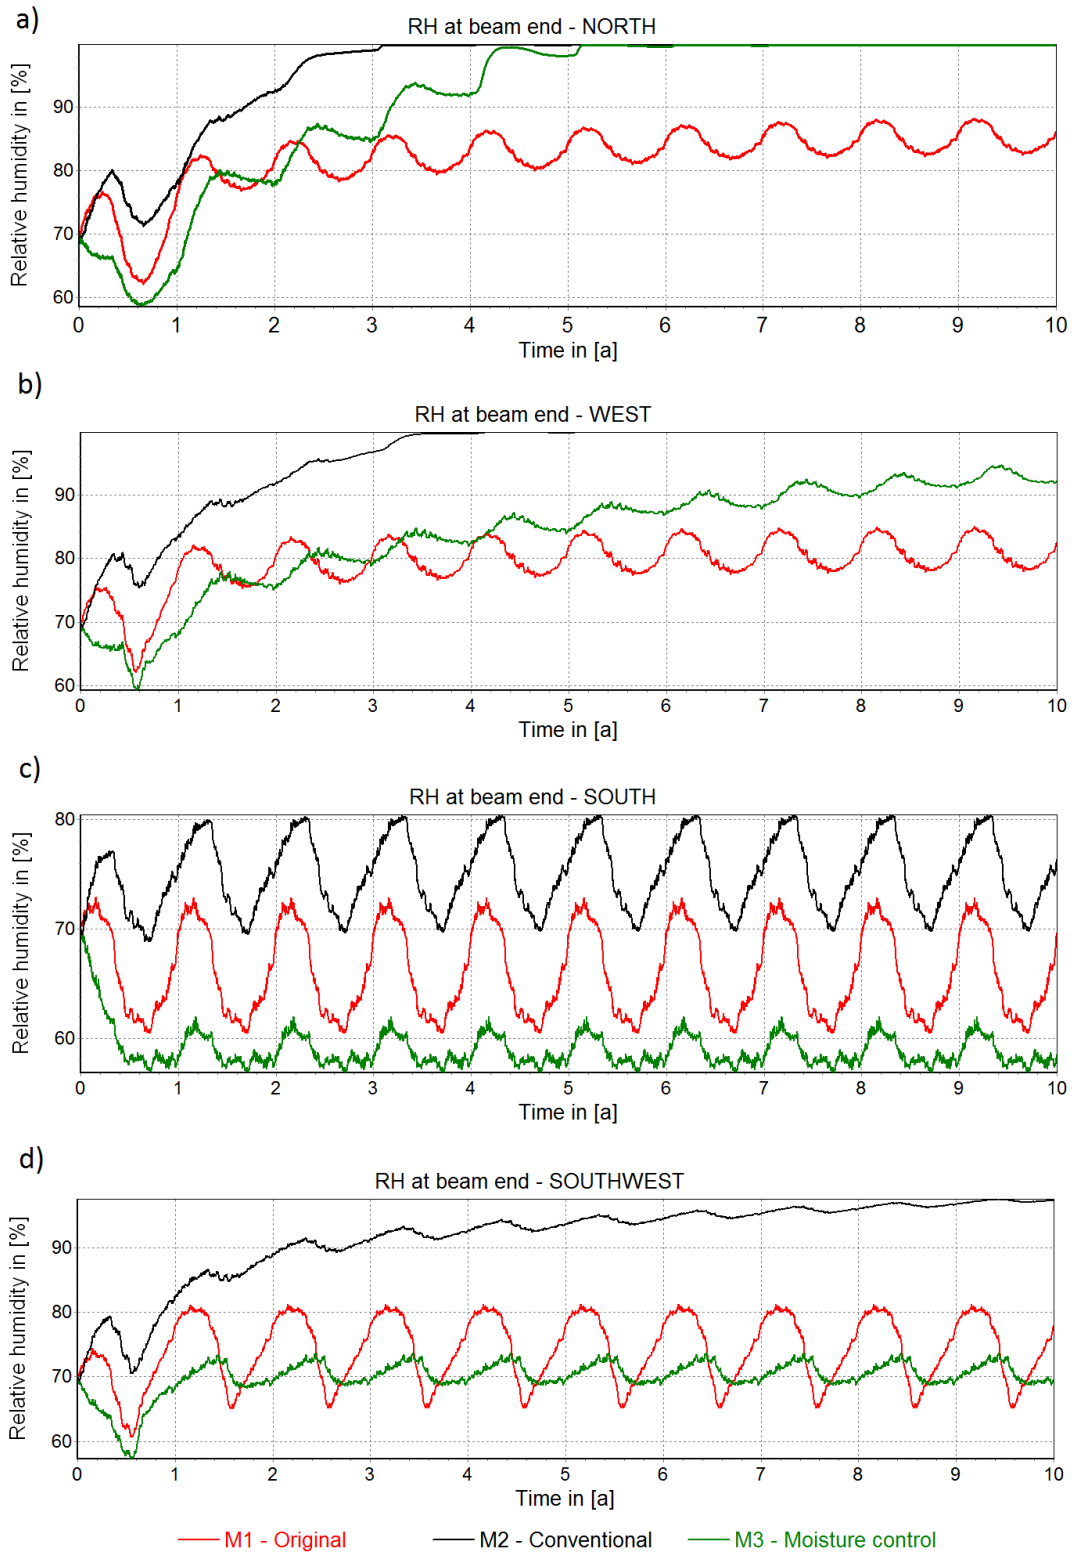 a)
RH at beam end - NORTH
Relative humidity in [%]
90
80
70
60
0 1 2 3 4 5 6 7 8 9 10
Time in [a]
b)
RH at beam end - WEST
Relative humidity in [%]
90
80
70
60
0 1 2 3 4 5 6 7 8 9 10
Time in [a]
c)
RH at beam end - SOUTH
Relative humidity in [%]
80
70
60
0 1 2 3 4 5 6 7 8 9 10
Time in [a]
d)
RH at beam end - SOUTHWEST
Relative humidity in [%]
90
80
70
60
0 1 2 3 4 5 6 7 8 9 10
Time in [a]
M1 - Original M2 - Conventional M3 - Moisture control